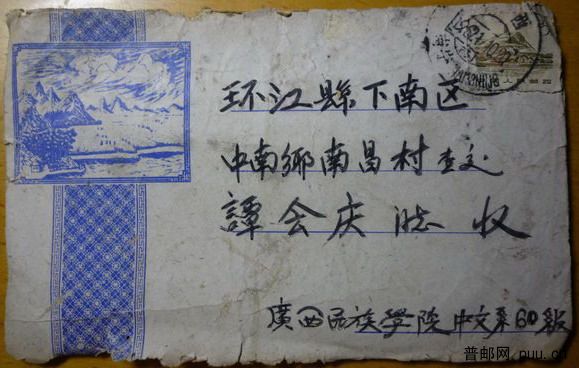 环江縣下南区
中南鄉南昌村查交
譚会庆 收
廣西民族學院中文系60級
普邮网 puu.cn